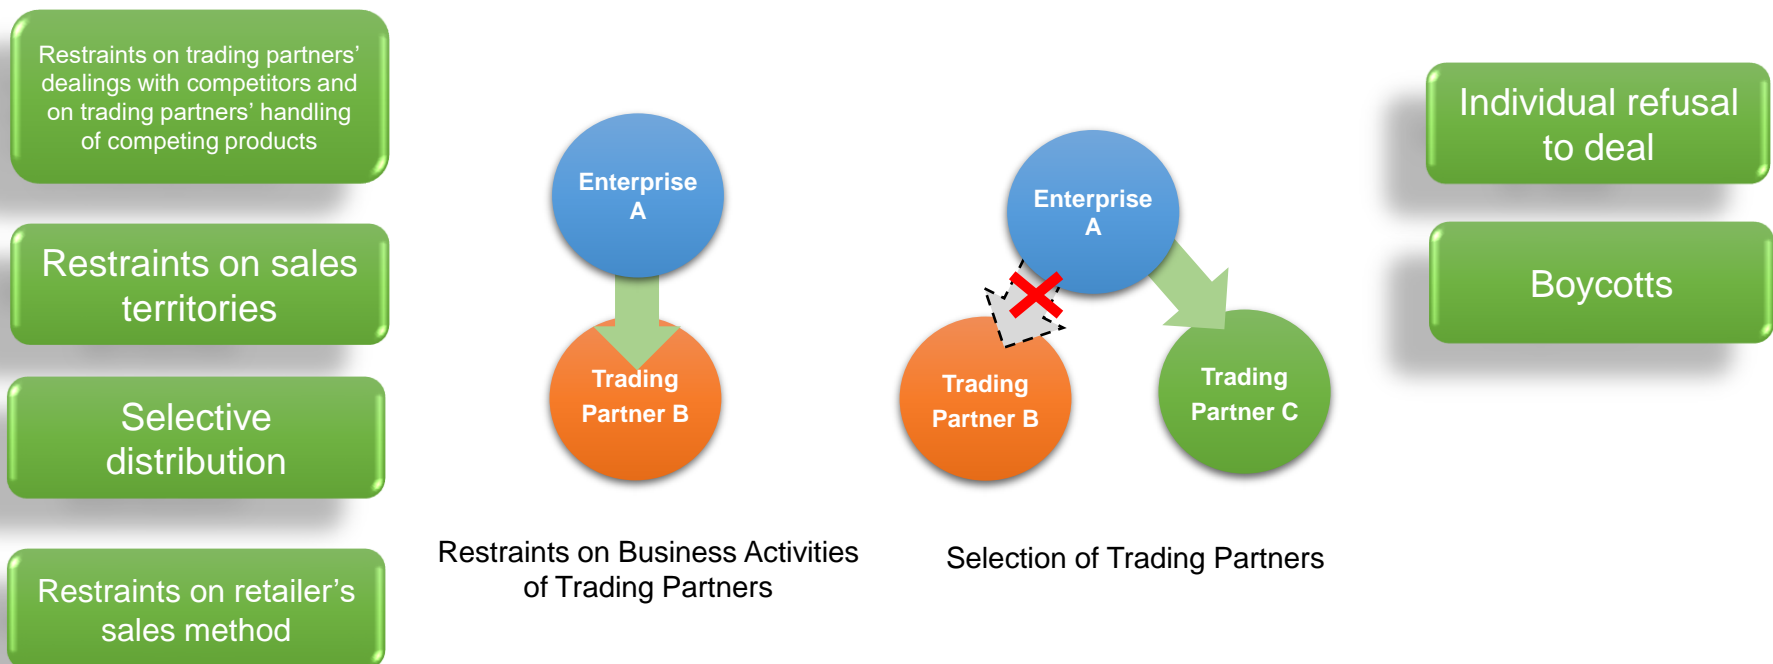 Restraints on trading partners’
dealings with competitors and
on trading partners’ handling
of competing products
Restraints on sales
territories
Selective
distribution
Restraints on retailer’s
sales method
Enterprise
A
Trading
Partner B
Restraints on Business Activities
of Trading Partners
Enterprise
A
Trading
Partner B
Trading
Partner C
Selection of Trading Partners
Individual refusal
to deal
Boycotts